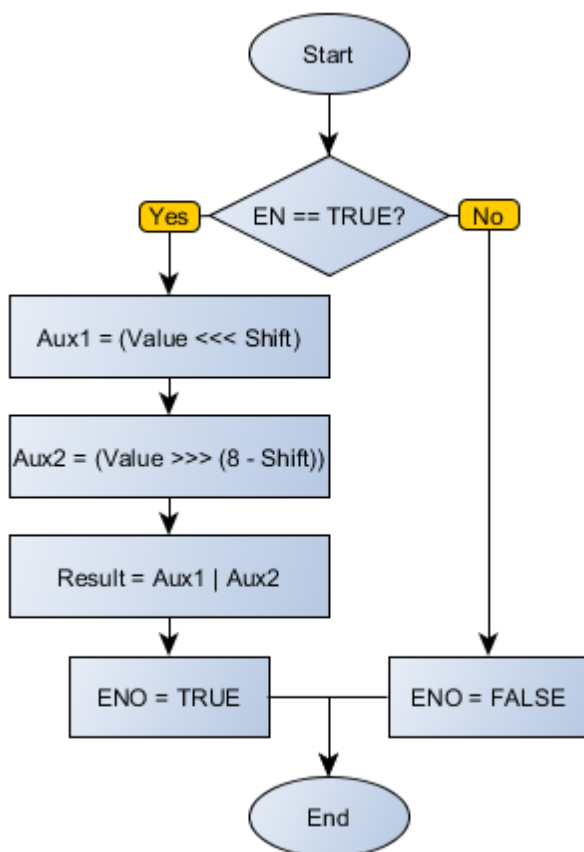 Start
EN == TRUE?
Yes
No
Aux1 = (Value <<< Shift)
Aux2 = (Value >>> (8 - Shift))
Result = Aux1 | Aux2
ENO = TRUE
ENO = FALSE
End